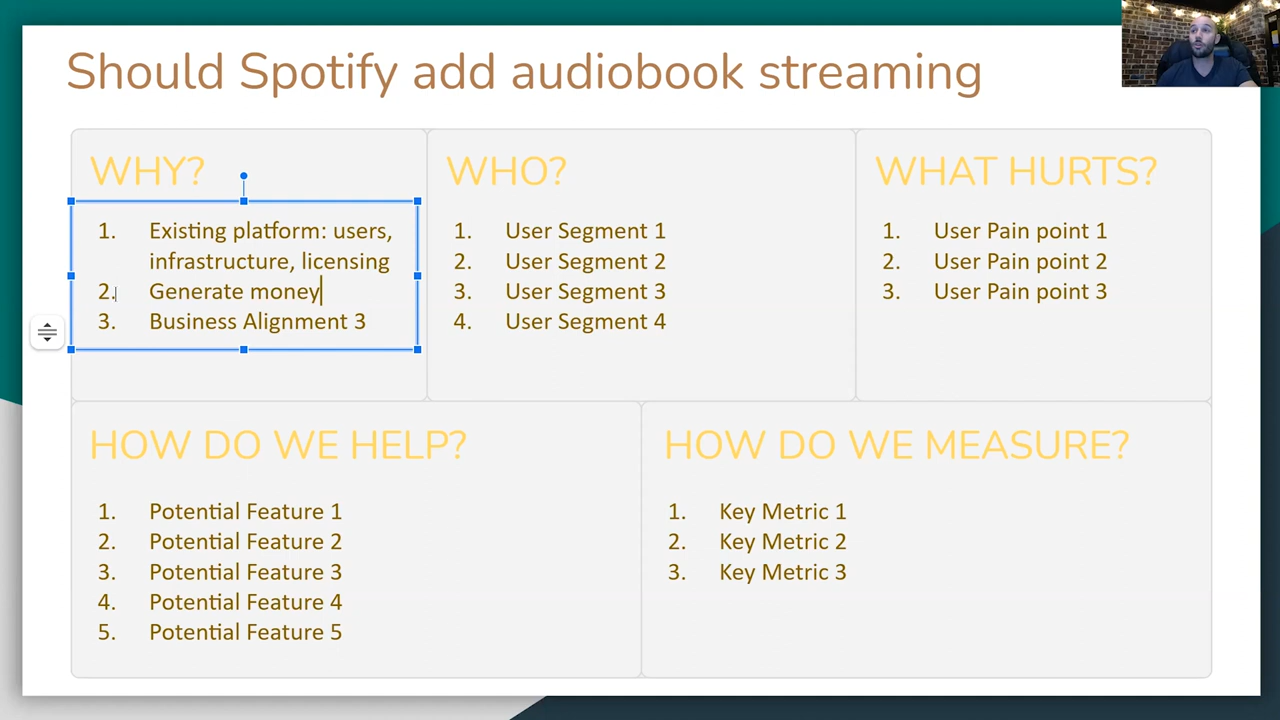 Should Spotify add audiobook streaming
WHY?
1. Existing platform: users,
infrastructure, licensing
2. Generate money
3. Business Alignment 3
WHO?
1. User Segment 1
2. User Segment 2
3. User Segment 3
4. User Segment 4
WHAT HURTS?
1. User Pain point 1
2. User Pain point 2
3. User Pain point 3
HOW DO WE HELP?
1. Potential Feature 1
2. Potential Feature 2
3. Potential Feature 3
4. Potential Feature 4
5. Potential Feature 5
HOW DO WE MEASURE?
1. Key Metric 1
2. Key Metric 2
3. Key Metric 3